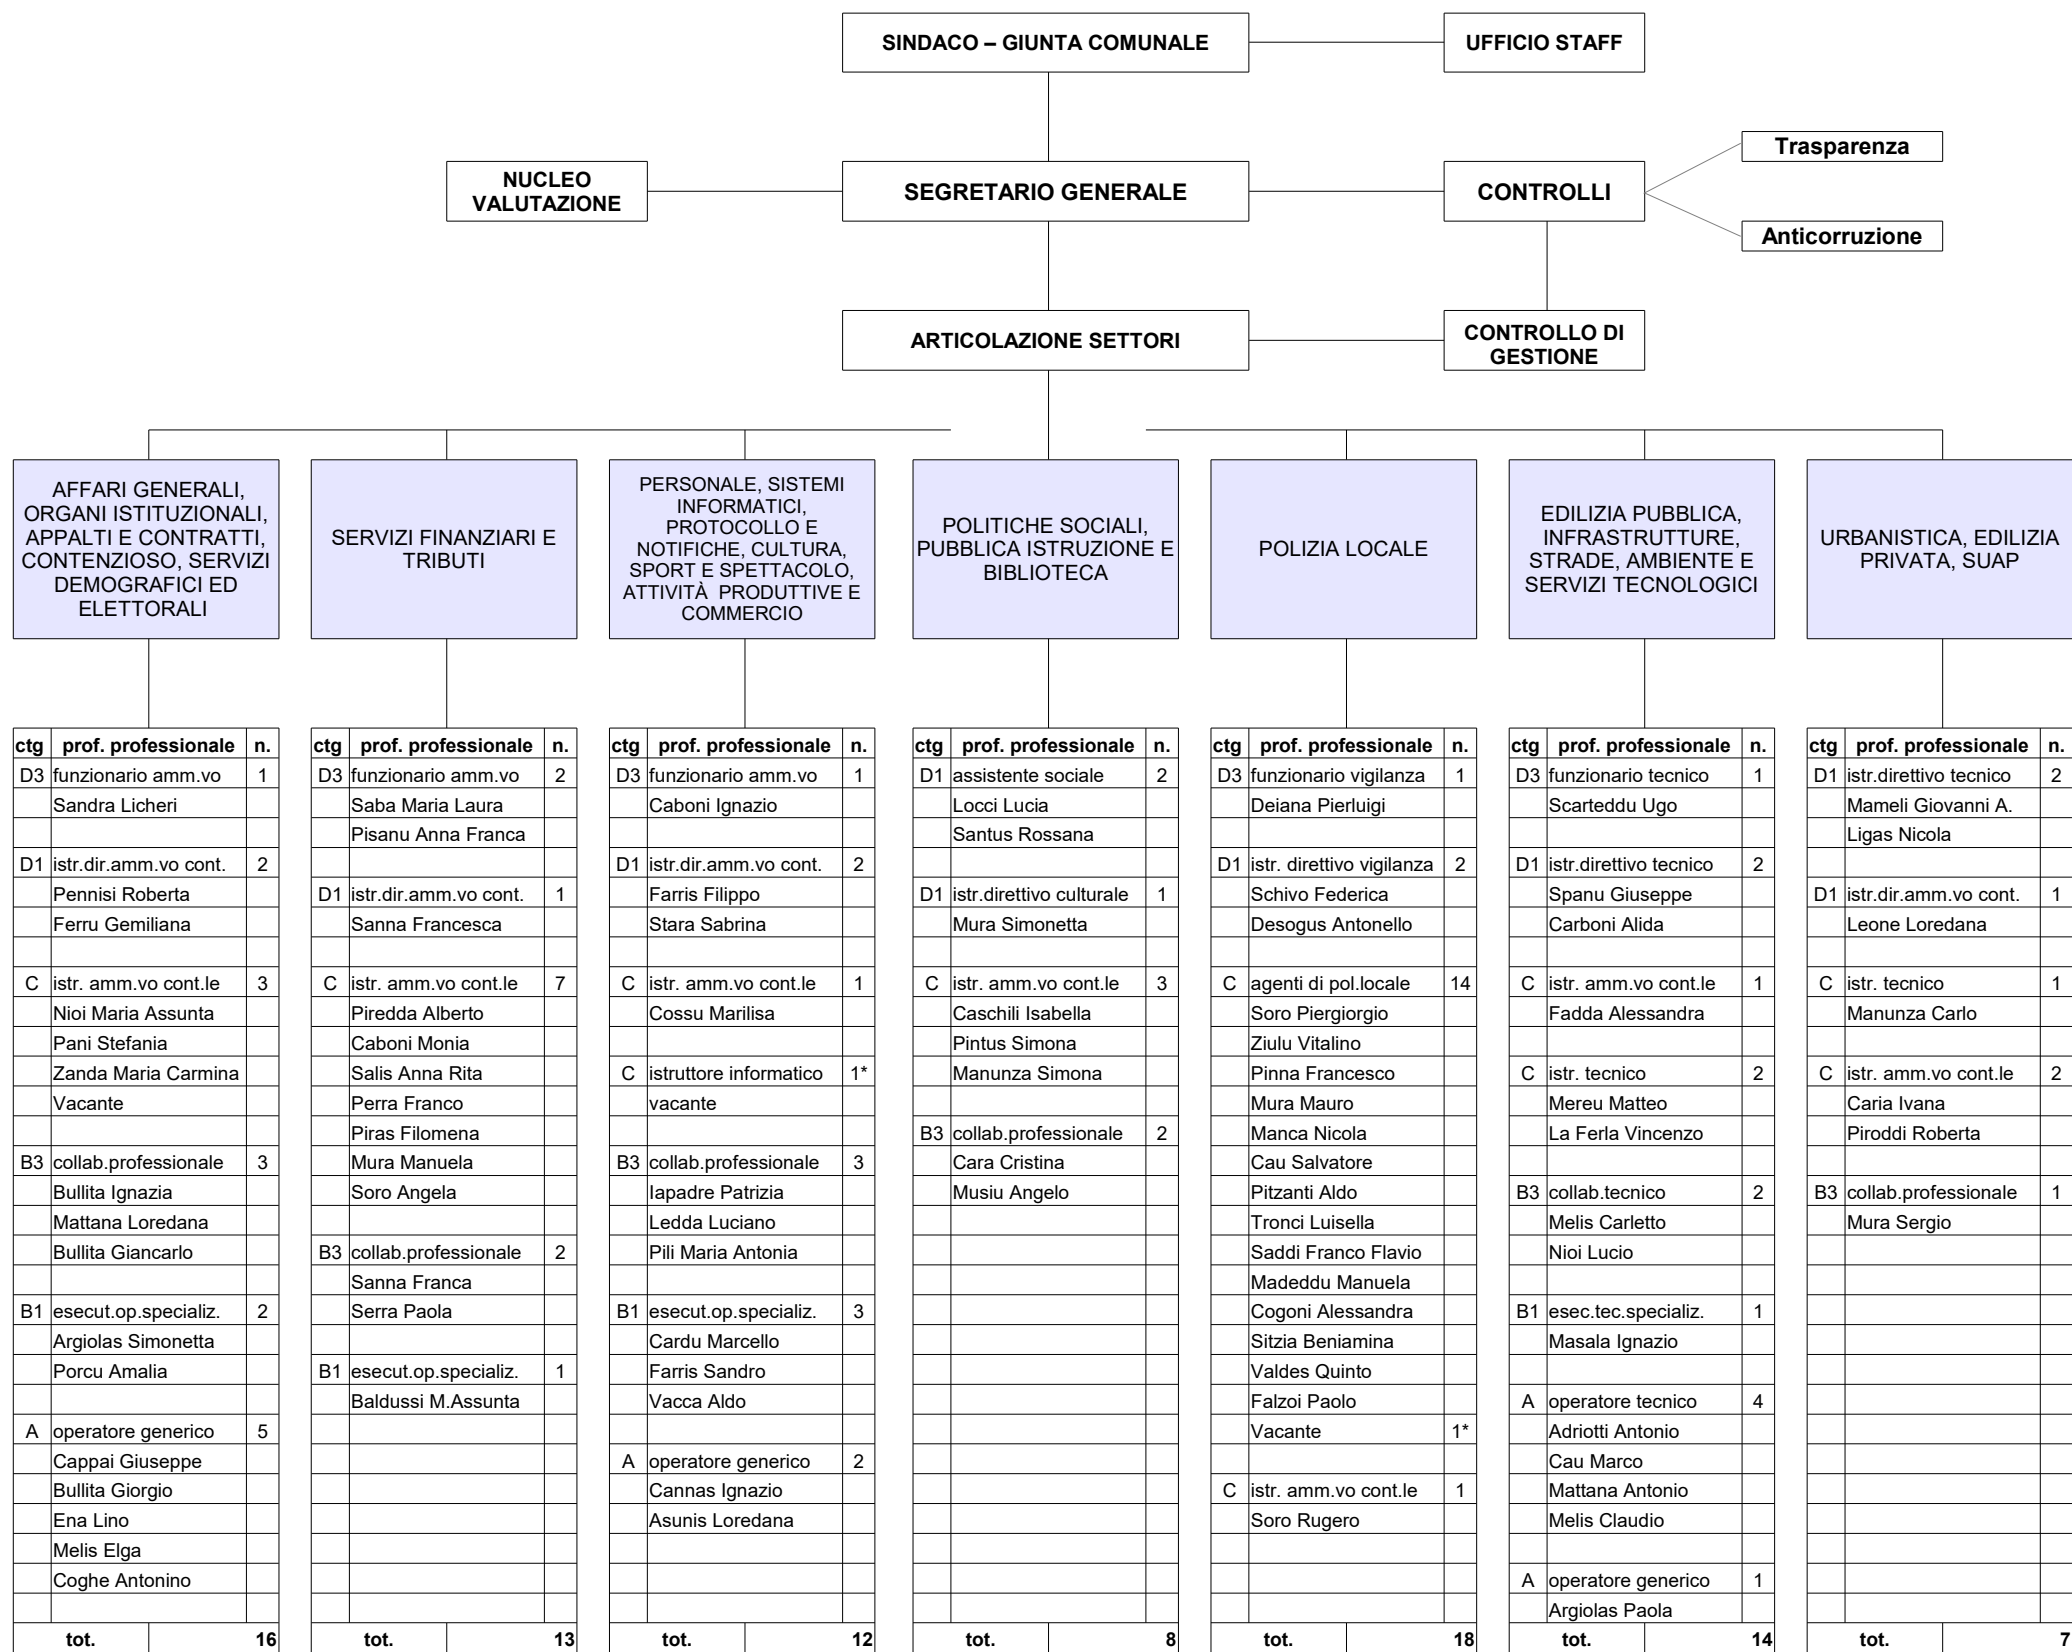 SINDACO – GIUNTA COMUNALE
UFFICIO STAFF
Trasparenza
NUCLEO
VALUTAZIONE
SEGRETARIO GENERALE
CONTROLLI
Anticorruzione
ARTICOLAZIONE SETTORI
CONTROLLO DI
GESTIONE
AFFARI GENERALI,
ORGANI ISTITUZIONALI,
APPALTI E CONTRATTI,
CONTENZIOSO, SERVIZI
DEMOGRAFICI ED
ELETTORALI
SERVIZI FINANZIARI E
TRIBUTI
PERSONALE, SISTEMI
INFORMATICI,
PROTOCOLLO E
NOTIFICHE, CULTURA,
SPORT E SPETTACOLO,
ATTIVITÀ PRODUTTIVE E
COMMERCIO
POLITICHE SOCIALI,
PUBBLICA ISTRUZIONE E
BIBLIOTECA
POLIZIA LOCALE
EDILIZIA PUBBLICA,
INFRASTRUTTURE,
STRADE, AMBIENTE E
SERVIZI TECNOLOGICI
URBANISTICA, EDILIZIA
PRIVATA, SUAP
ctg prof. professionale n.
D3 funzionario amm.vo 1
Sandra Licheri
D1 istr.dir.amm.vo cont. 2
Pennisi Roberta
Ferru Gemiliana
C istr. amm.vo cont.le 3
Nioi Maria Assunta
Pani Stefania
Zanda Maria Carmina
Vacante
B3 collab.professionale 3
Bullita Ignazia
Mattana Loredana
Bullita Giancarlo
B1 esecut.op.specializ. 2
Argiolas Simonetta
Porcu Amalia
A operatore generico 5
Cappai Giuseppe
Bullita Giorgio
Ena Lino
Melis Elga
Coghe Antonino
tot. 16
ctg prof. professionale n.
D3 funzionario amm.vo 2
Saba Maria Laura
Pisanu Anna Franca
D1 istr.dir.amm.vo cont. 1
Sanna Francesca
C istr. amm.vo cont.le 7
Piredda Alberto
Caboni Monia
Salis Anna Rita
Perra Franco
Piras Filomena
Mura Manuela
Soro Angela
B3 collab.professionale 2
Sanna Franca
Serra Paola
B1 esecut.op.specializ. 1
Baldussi M.Assunta
tot. 13
ctg prof. professionale n.
D3 funzionario amm.vo 1
Caboni Ignazio
D1 istr.dir.amm.vo cont. 2
Farris Filippo
Stara Sabrina
C istr. amm.vo cont.le 1
Cossu Marilisa
C istruttore informatico 1*
vacante
B3 collab.professionale 3
Iapadre Patrizia
Ledda Luciano
Pili Maria Antonia
B1 esecut.op.specializ. 3
Cardu Marcello
Farris Sandro
Vacca Aldo
A operatore generico 2
Cannas Ignazio
Asunis Loredana
tot. 12
ctg prof. professionale n.
D1 assistente sociale 2
Locci Lucia
Santus Rossana
D1 istr.direttivo culturale 1
Mura Simonetta
C istr. amm.vo cont.le 3
Caschili Isabella
Pintus Simona
Manunza Simona
B3 collab.professionale 2
Cara Cristina
Musiu Angelo
tot. 8
ctg prof. professionale n.
D3 funzionario vigilanza 1
Deiana Pierluigi
D1 istr. direttivo vigilanza 2
Schivo Federica
Desogus Antonello
C agenti di pol.locale 14
Soro Piergiorgio
Ziulu Vitalino
Pinna Francesco
Mura Mauro
Manca Nicola
Cau Salvatore
Pitzanti Aldo
Tronci Luisella
Saddi Franco Flavio
Madeddu Manuela
Cogoni Alessandra
Sitzia Beniamina
Valdes Quinto
Falzoi Paolo
Vacante 1*
C istr. amm.vo cont.le 1
Soro Rugero
tot. 18
ctg prof. professionale n.
D3 funzionario tecnico 1
Scarteddu Ugo
D1 istr.direttivo tecnico 2
Spanu Giuseppe
Carboni Alida
C istr. amm.vo cont.le 1
Fadda Alessandra
C istr. tecnico 2
Mereu Matteo
La Ferla Vincenzo
B3 collab.tecnico 2
Melis Carletto
Nioi Lucio
B1 esec.tec.specializ. 1
Masala Ignazio
A operatore tecnico 4
Adriotti Antonio
Cau Marco
Mattana Antonio
Melis Claudio
A operatore generico 1
Argiolas Paola
tot. 14
ctg prof. professionale n.
D1 istr.direttivo tecnico 2
Mameli Giovanni A.
Ligas Nicola
D1 istr.dir.amm.vo cont. 1
Leone Loredana
C istr. tecnico 1
Manunza Carlo
C istr. amm.vo cont.le 2
Caria Ivana
Piroddi Roberta
B3 collab.professionale 1
Mura Sergio
tot. 7